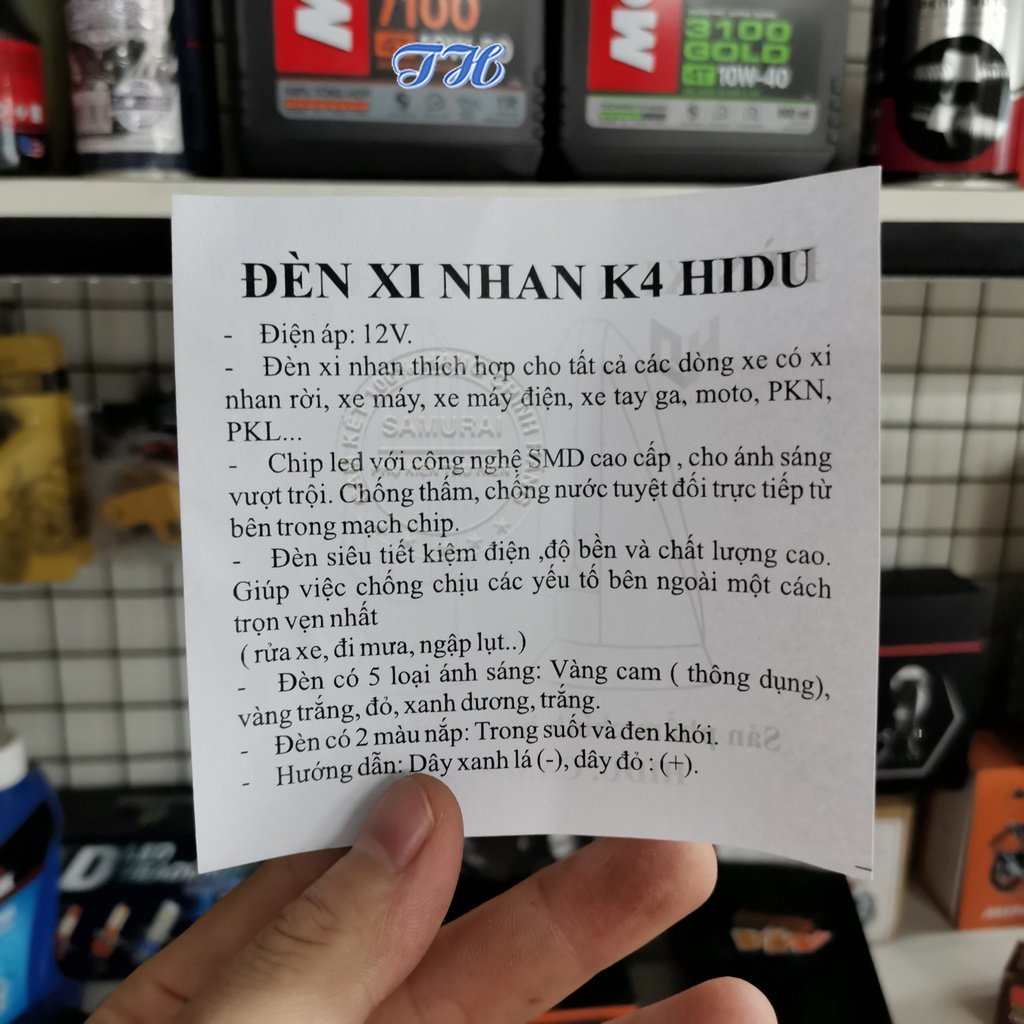 7100
TH
3100
GOLD
4T 10W-40
ĐÈN XI NHAN K4 HIDU
- Điện áp: 12V.
- Đèn xi nhan thích hợp cho tất cả các dòng xe có xi
nhan rời, xe máy, xe máy điện, xe tay ga, moto, PKN,
PKL...
SAMURAI
- Chip led với công nghệ SMD cao cấp , cho ánh sáng
vượt trội. Chống thấm, chống nước tuyệt đối trực tiếp từ
bên trong mạch chip.
- Đèn siêu tiết kiệm điện ,độ bền và chất lượng cao.
Giúp việc chống chịu các yếu tố bên ngoài một cách
trọn vẹn nhất
( rửa xe, đi mưa, ngập lụt..)
- Đèn có 5 loại ánh sáng: Vàng cam ( thông dụng),
vàng trắng, đỏ, xanh dương, trắng.
- Đèn có 2 màu nắp: Trong suốt và đen khói.
- Hướng dẫn: Dây xanh lá (-), dây đỏ : (+).